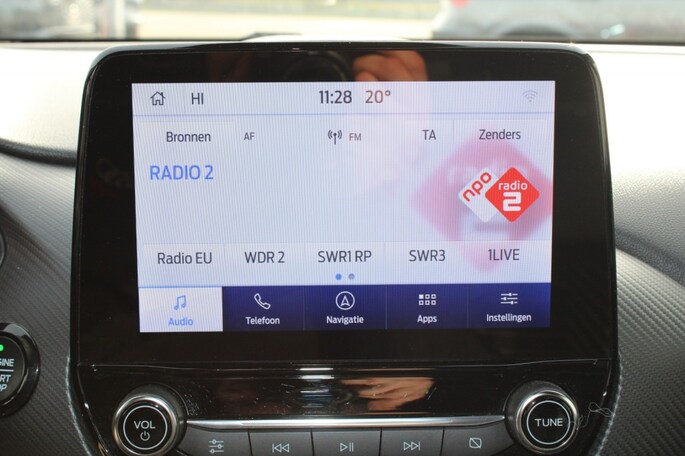 HI 11:28 20°
Bronnen AF FM TA Zenders
RADIO 2
npo radio 2
Radio EU WDR 2 SWR1 RP SWR3 1LIVE
Audio Telefoon Navigatie Apps Instellingen
VOL TUNE